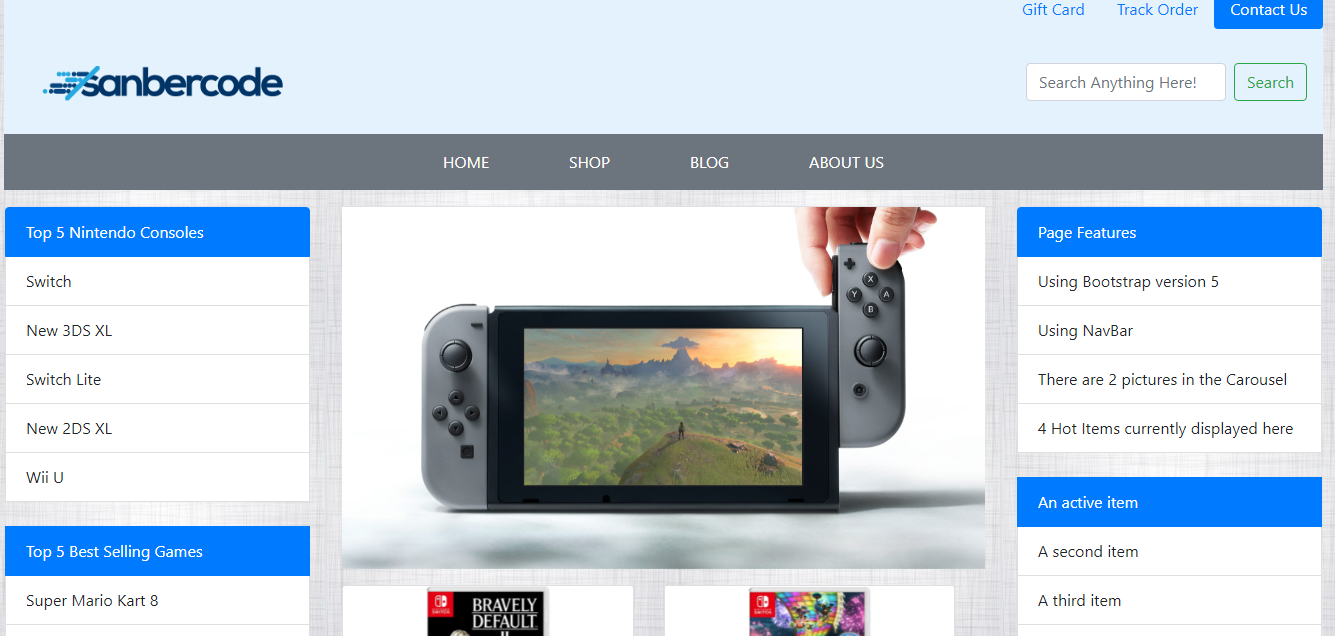 Gift Card Track Order Contact Us
sanbercode
Search Anything Here! Search
HOME SHOP BLOG ABOUT US
Top 5 Nintendo Consoles
Switch
New 3DS XL
Switch Lite
New 2DS XL
Wii U
Top 5 Best Selling Games
Super Mario Kart 8
X
Y A
B
BRAVELY
DEFAULT
II
Page Features
Using Bootstrap version 5
Using NavBar
There are 2 pictures in the Carousel
4 Hot Items currently displayed here
An active item
A second item
A third item